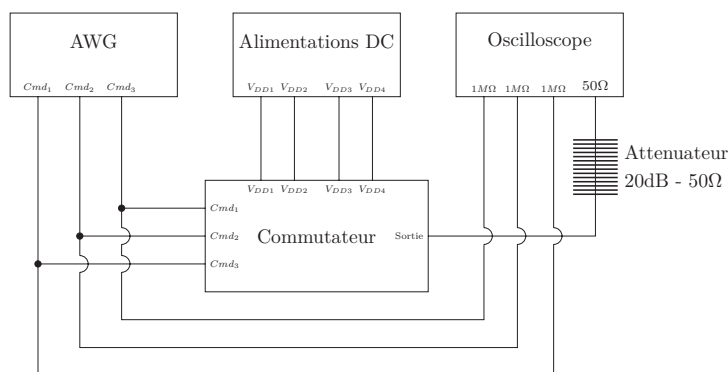 AWG
Alimentations DC
Oscilloscope
Cmd1 Cmd2 Cmd3
VDD1 VDD2 VDD3 VDD4
1MΩ 1MΩ 1MΩ 50Ω
Attenuateur
20dB - 50Ω
VDD1 VDD2 VDD3 VDD4
Cmd1
Cmd2
Commutateur
Sortie
Cmd3